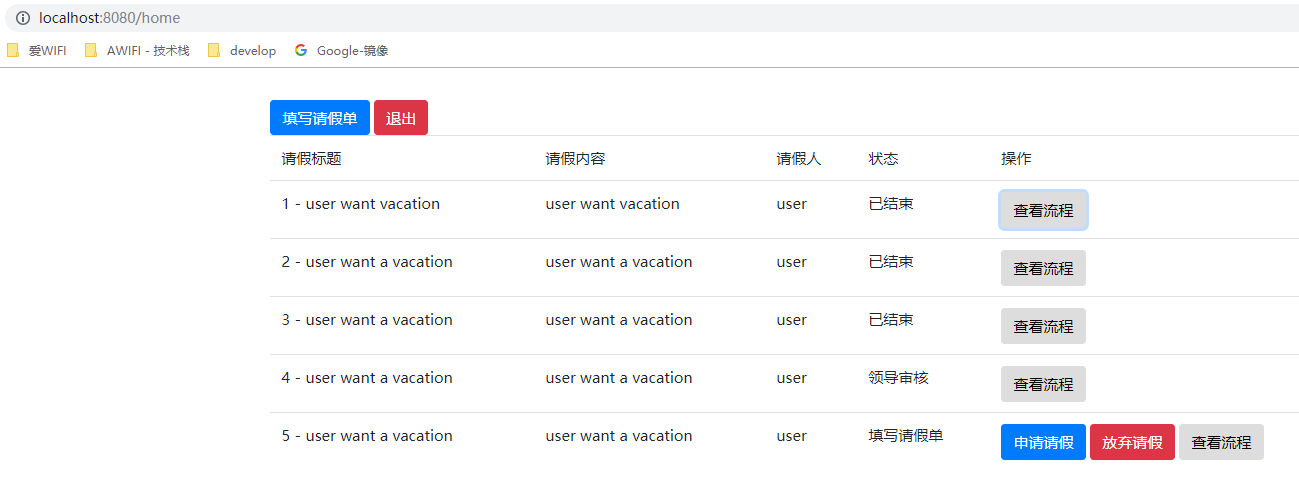 localhost:8080/home
爱WIFI AWIFI - 技术栈 develop Google-镜像
填写请假单 退出
请假标题 请假内容 请假人 状态 操作
1 - user want vacation user want vacation user 已结束 查看流程
2 - user want a vacation user want a vacation user 已结束 查看流程
3 - user want a vacation user want a vacation user 已结束 查看流程
4 - user want a vacation user want a vacation user 领导审核 查看流程
5 - user want a vacation user want a vacation user 填写请假单 申请请假 放弃请假 查看流程